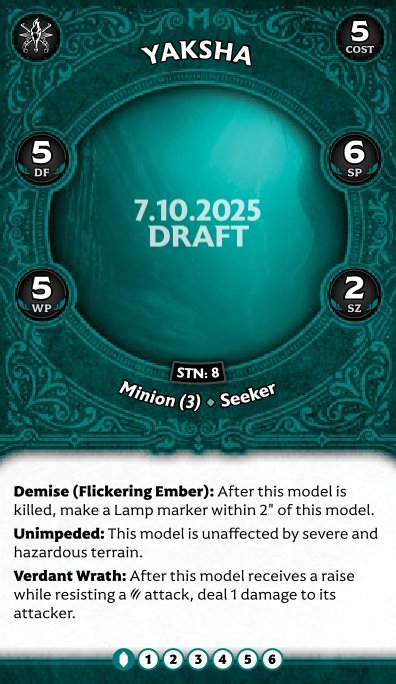 YAKSHA
5
COST
5
DF
6
SP
7.10.2025
DRAFT
5
WP
2
SZ
STN: 8
Minion (3) ⬥ Seeker
Demise (Flickering Ember): After this model is
killed, make a Lamp marker within 2" of this model.
Unimpeded: This model is unaffected by severe and
hazardous terrain.
Verdant Wrath: After this model receives a raise
while resisting a attack, deal 1 damage to its
attacker.
1 2 3 4 5 6